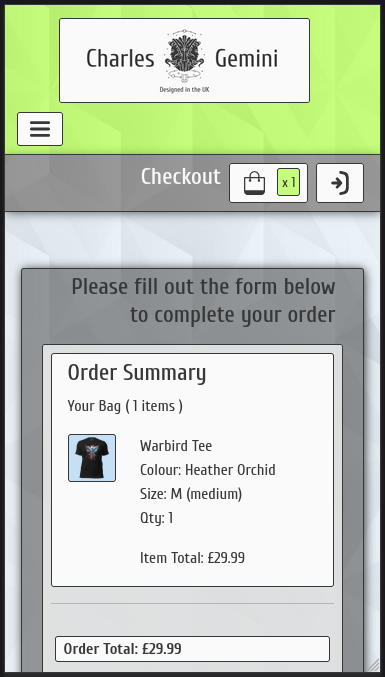 Charles Gemini
Designed in the UK
Checkout x 1
Please fill out the form below
to complete your order
Order Summary
Your Bag ( 1 items )
Warbird Tee
Colour: Heather Orchid
Size: M (medium)
Qty: 1
Item Total: £29.99
Order Total: £29.99